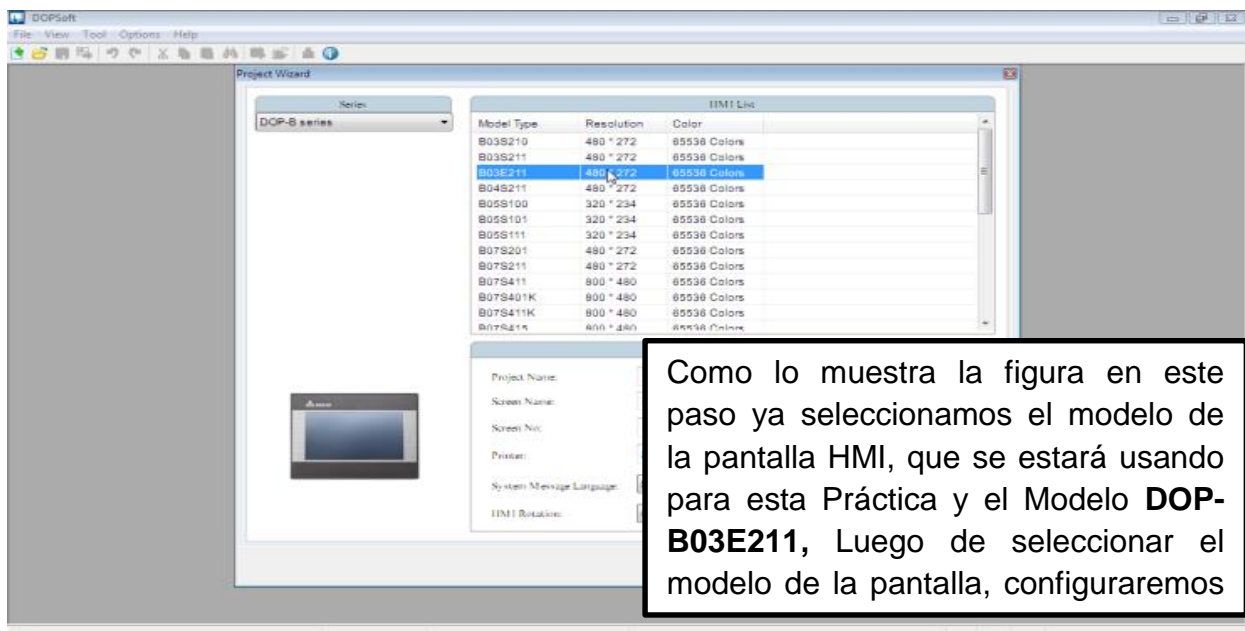 DOPSoft
File View Tool Options Help
Project Wizard
Series
DOP-B series
HMI List
Model Type Resolution Color
B03S210 480 * 272 65536 Colors
B03S211 480 * 272 65536 Colors
B03E211 480 * 272 65536 Colors
B04S211 480 * 272 65536 Colors
B05S100 320 * 234 65536 Colors
B05S101 320 * 234 65536 Colors
B05S111 320 * 234 65536 Colors
B07S201 480 * 272 65536 Colors
B07S211 480 * 272 65536 Colors
B07S411 800 * 480 65536 Colors
B07S401K 800 * 480 65536 Colors
B07S411K 800 * 480 65536 Colors
B07S415 800 * 480 65536 Colors
Project Name:
Screen Name:
Screen No:
Printer:
System Message Language:
HMI Rotation:
Como lo muestra la figura en este
paso ya seleccionamos el modelo de
la pantalla HMI, que se estará usando
para esta Práctica y el Modelo DOP-
B03E211, Luego de seleccionar el
modelo de la pantalla, configuraremos